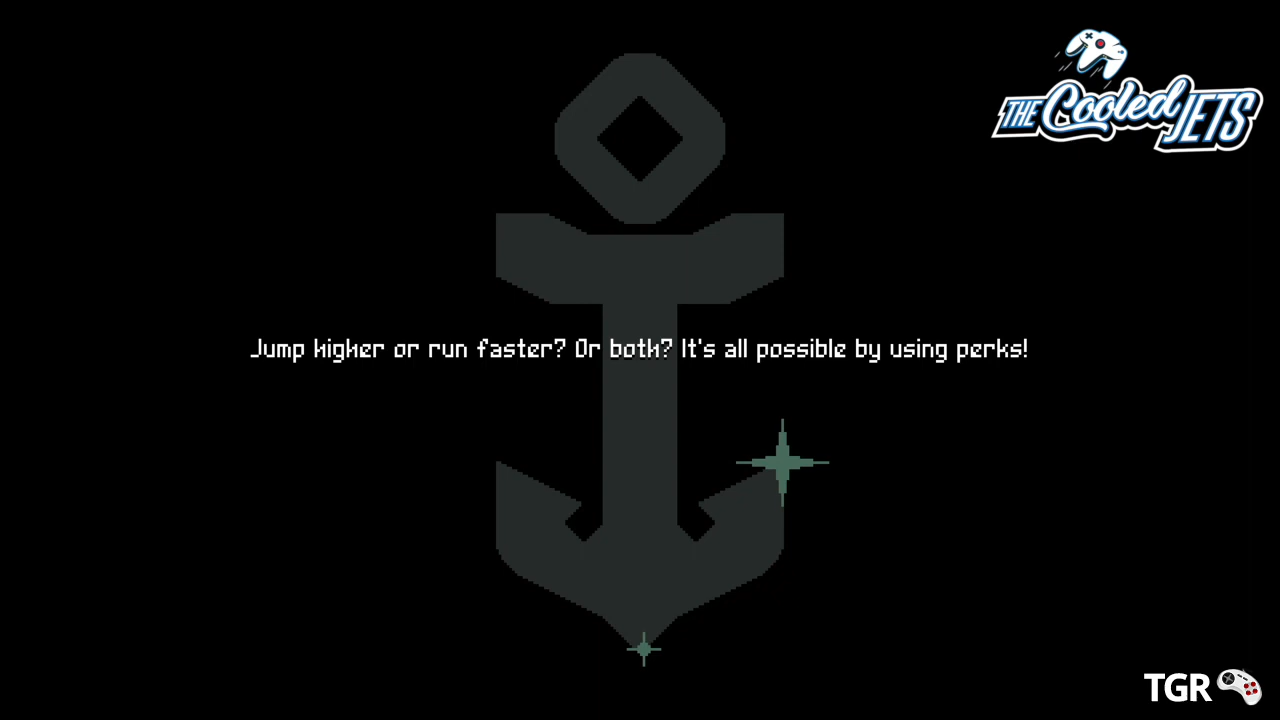 THE Cooled JETS
Jump higher or run faster? Or both? It's all possible by using perks!
TGR